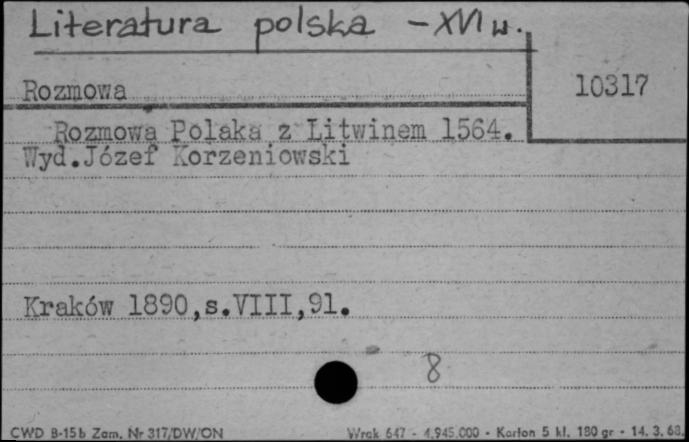 Literatura polska - XVI w.
Rozmowa
10317
Rozmowa Polaka z Litwinem 1564.
Wyd.Józef Korzeniowski
Kraków 1890,s.VIII,91.
8
CWD B-15b Zam. Nr 317/DW/ON
Wrak 647 - 4.945.000 - Karton 5 kl. 180 gr - 14. 3. 68.